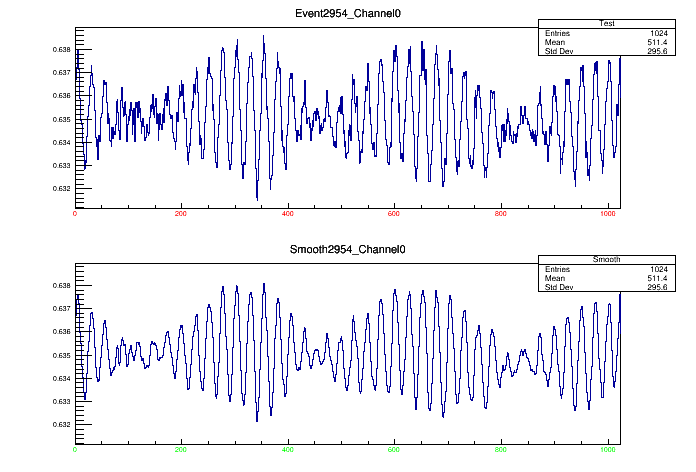 Event2954_Channel0
Test
Entries 1024
Mean 511.4
Std Dev 295.6
0.638
0.637
0.636
0.635
0.634
0.633
0.632
0 200 400 600 800 1000
Smooth2954_Channel0
Smooth
Entries 1024
Mean 511.4
Std Dev 295.6
0.638
0.637
0.636
0.635
0.634
0.633
0.632
0 200 400 600 800 1000